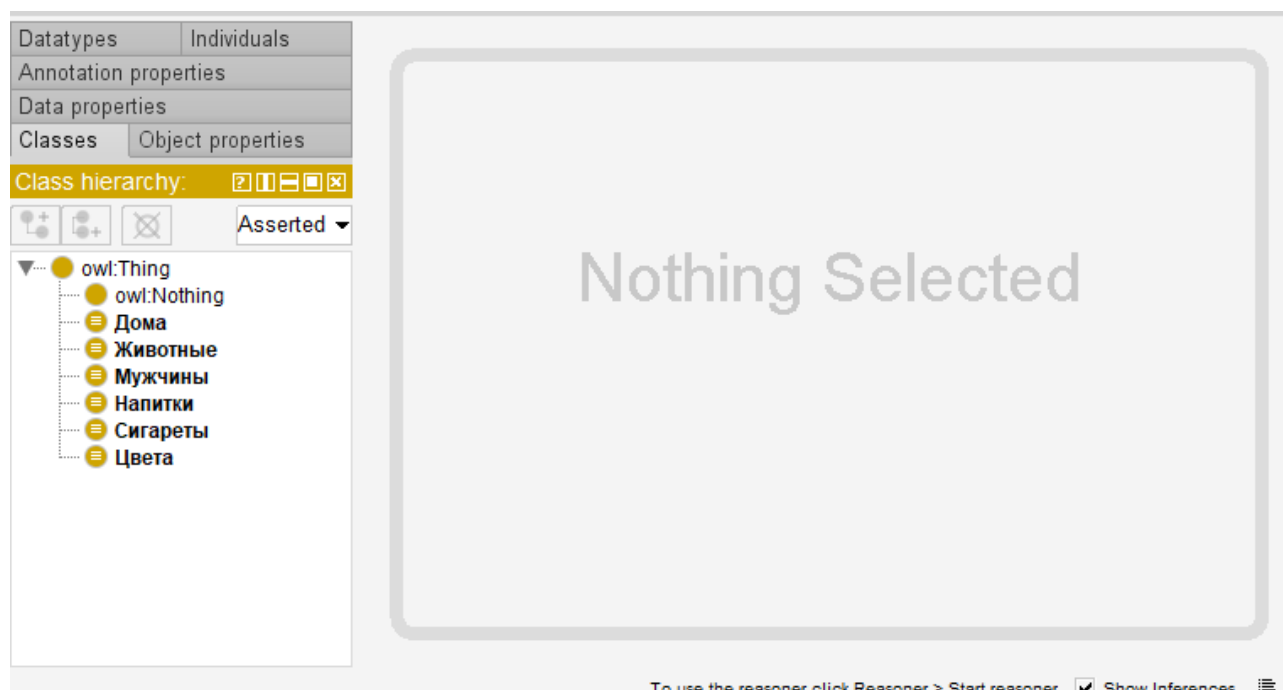 Datatypes Individuals
Annotation properties
Data properties
Classes Object properties
Class hierarchy:
Asserted
owl:Thing
owl:Nothing
Дома
Животные
Мужчины
Напитки
Сигареты
Цвета
Nothing Selected
To use the reasoner click Reasoner > Start reasoner Show Inferences